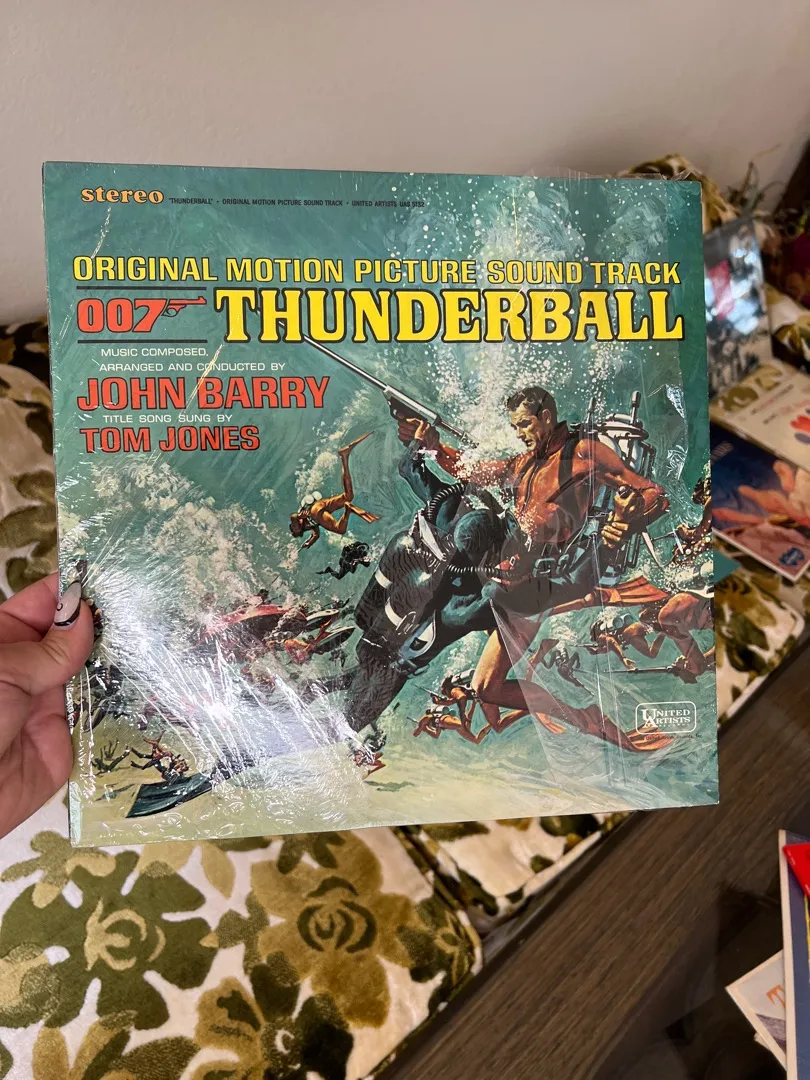 stereo "THUNDERBALL" • ORIGINAL MOTION PICTURE SOUND TRACK • UNITED ARTISTS UAS 5132
ORIGINAL MOTION PICTURE SOUND TRACK
007 THUNDERBALL
MUSIC COMPOSED,
ARRANGED AND CONDUCTED BY
JOHN BARRY
TITLE SONG SUNG BY
TOM JONES
UNITED
ARTISTS